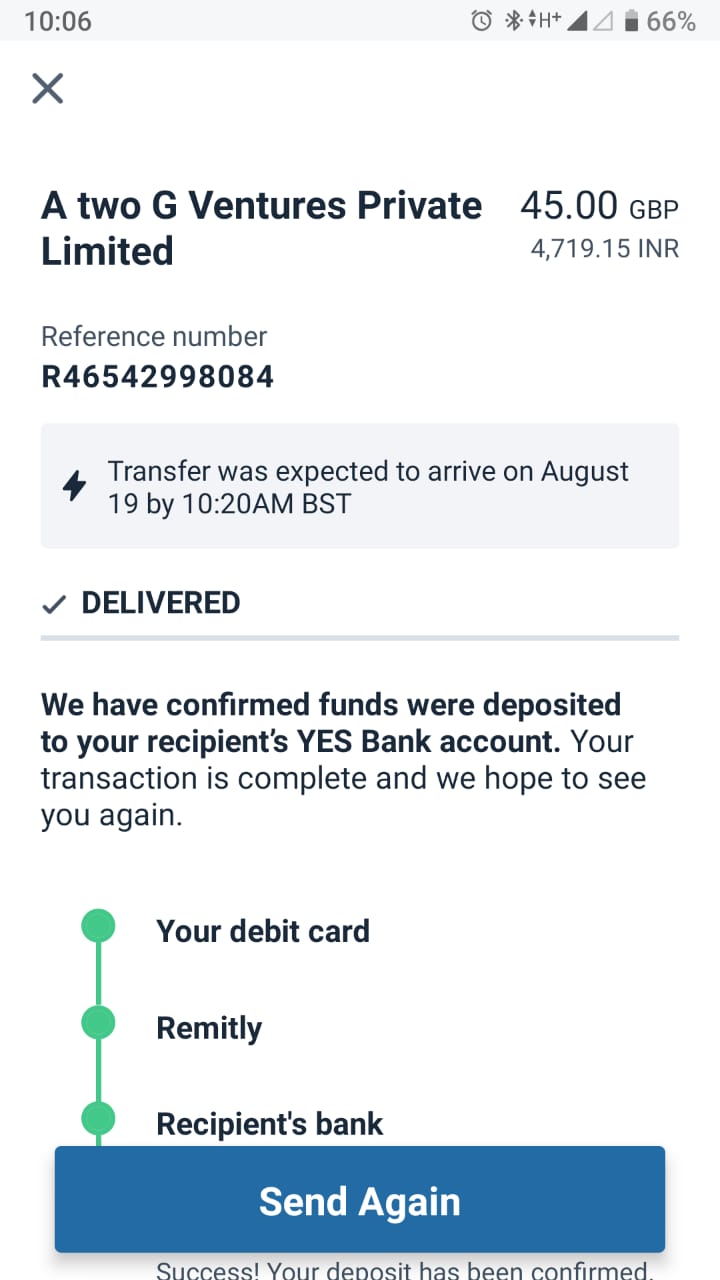 10:06
H+ 66%
A two G Ventures Private
Limited
45.00 GBP
4,719.15 INR
Reference number
R46542998084
Transfer was expected to arrive on August
19 by 10:20AM BST
DELIVERED
We have confirmed funds were deposited
to your recipient's YES Bank account. Your
transaction is complete and we hope to see
you again.
Your debit card
Remitly
Recipient's bank
Send Again
Success! Your deposit has been confirmed.